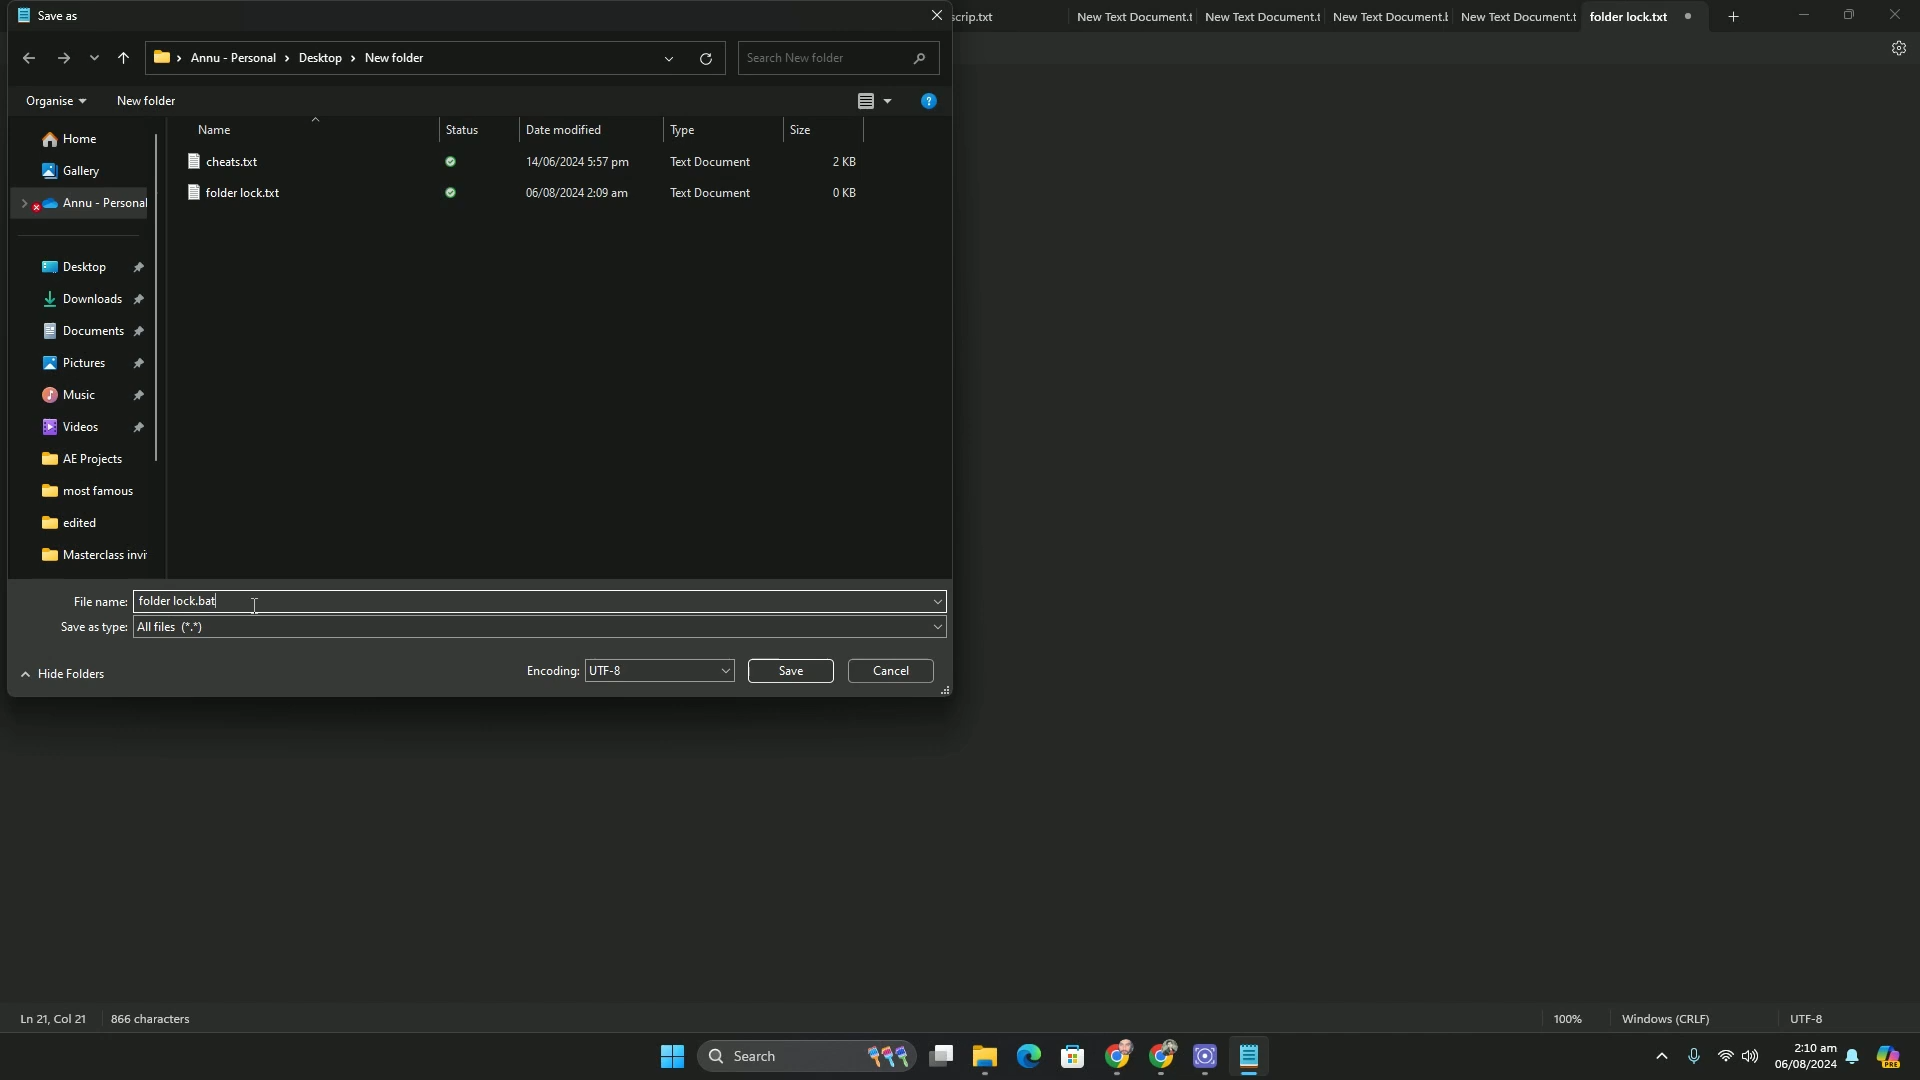 Save as
scrip.txt
New Text Document.t
New Text Document.t
New Text Document.t
New Text Document.t
folder lock.txt
Annu - Personal > Desktop > New folder
Search New folder
Organise
New folder
Name
Status
Date modified
Type
Size
Home
Gallery
Annu - Personal
Desktop
Downloads
Documents
Pictures
Music
Videos
AE Projects
most famous
edited
Masterclass invi
cheats.txt 14/06/2024 5:57 pm Text Document 2 KB
folder lock.txt 06/08/2024 2:09 am Text Document 0 KB
File name: folder lock.bat
Save as type: All files (*.*)
Hide Folders
Encoding: UTF-8
Save
Cancel
Ln 21, Col 21
866 characters
100%
Windows (CRLF)
UTF-8
Search
2:10 am
06/08/2024
PRE